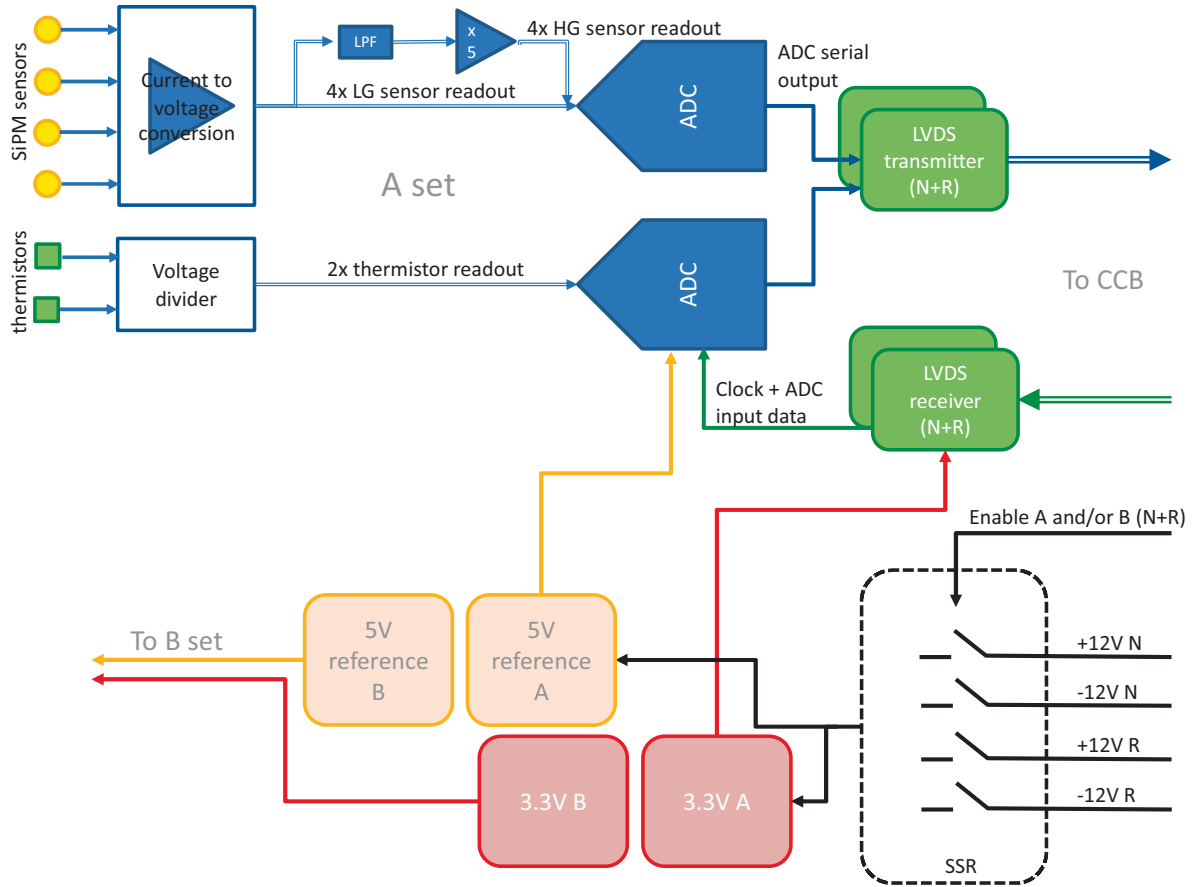 SiPM sensors
Current to
voltage
conversion
LPF
x
5
4x HG sensor readout
4x LG sensor readout
ADC
ADC serial
output
LVDS
transmitter
(N+R)
A set
thermistors
Voltage
divider
2x thermistor readout
ADC
To CCB
Clock + ADC
input data
LVDS
receiver
(N+R)
Enable A and/or B (N+R)
To B set
5V
reference
B
5V
reference
A
+12V N
-12V N
+12V R
-12V R
3.3V B
3.3V A
SSR